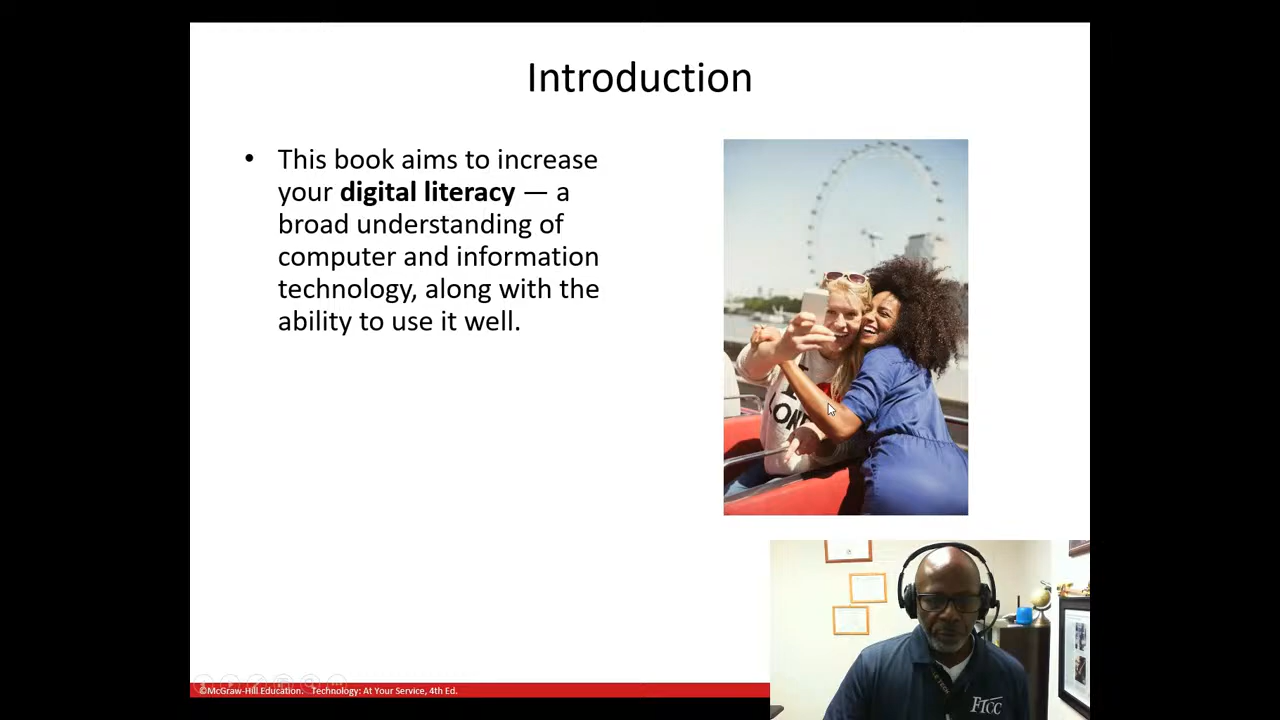 Introduction
• This book aims to increase
your digital literacy — a
broad understanding of
computer and information
technology, along with the
ability to use it well.
©McGraw-Hill Education. Technology: At Your Service, 4th Ed.
FTCC